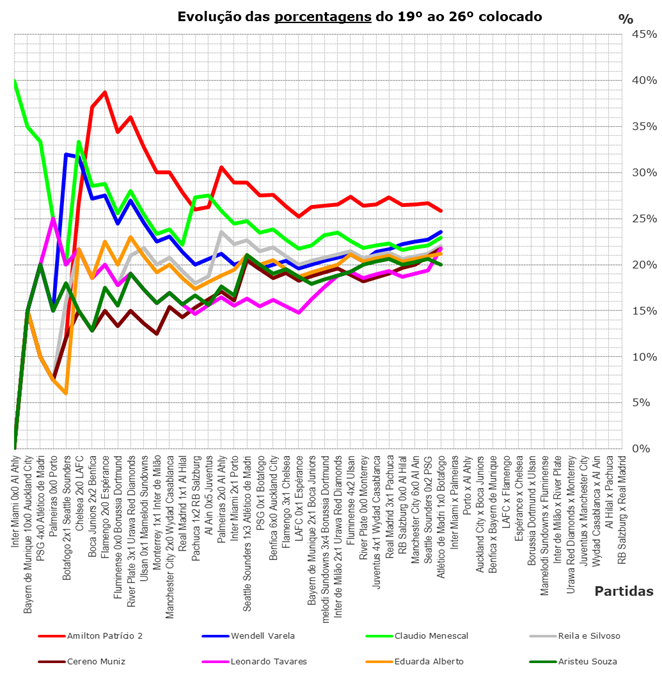 Evolução das porcentagens do 19º ao 26º colocado
%
45%
40%
35%
30%
25%
20%
15%
10%
5%
0%
Inter Miami 0x0 Al Ahly
Bayern de Munique 10x0 Auckland City
PSG 4x0 Atlético de Madri
Palmeiras 0x0 Porto
Botafogo 2x1 Seattle Sounders
Chelsea 2x0 LAFC
Boca Juniors 2x2 Benfica
Flamengo 2x0 Espérance
Fluminense 0x0 Borussia Dortmund
River Plate 3x1 Urawa Red Diamonds
Ulsan 0x1 Mamelodi Sundowns
Monterrey 1x1 Inter de Milão
Manchester City 2x0 Wydad Casablanca
Real Madrid 1x1 Al Hilal
Pachuca 1x2 RB Salzburg
Al Ain 0x5 Juventus
Palmeiras 2x0 Al Ahly
Inter Miami 2x1 Porto
Seattle Sounders 1x3 Atlético de Madri
PSG 0x1 Botafogo
Benfica 6x0 Auckland City
Flamengo 3x1 Chelsea
LAFC 0x1 Espérance
Bayern de Munique 2x1 Boca Juniors
melodi Sundowns 3x4 Borussia Dortmund
Inter de Milão 2x1 Urawa Red Diamonds
Fluminense 4x2 Ulsan
River Plate 0x0 Monterrey
Juventus 4x1 Wydad Casablanca
Real Madrid 3x1 Pachuca
RB Salzburg 0x0 Al Hilal
Manchester City 6x0 Al Ain
Seattle Sounders 0x2 PSG
Atlético de Madri 1x0 Botafogo
Inter Miami x Palmeiras
Porto x Al Ahly
Auckland City x Boca Juniors
Benfica x Bayern de Munique
LAFC x Flamengo
Espérance x Chelsea
Borussia Dortmund x Ulsan
Mamelodi Sundowns x Fluminense
Inter de Milão x River Plate
Urawa Red Diamonds x Monterrey
Juventus x Manchester City
Wydad Casablanca x Al Ain
Al Hilal x Pachuca
RB Salzburg x Real Madrid
Partidas
Amilton Patrício 2
Wendell Varela
Claudio Menescal
Reila e Silvoso
Cereno Muniz
Leonardo Tavares
Eduarda Alberto
Aristeu Souza